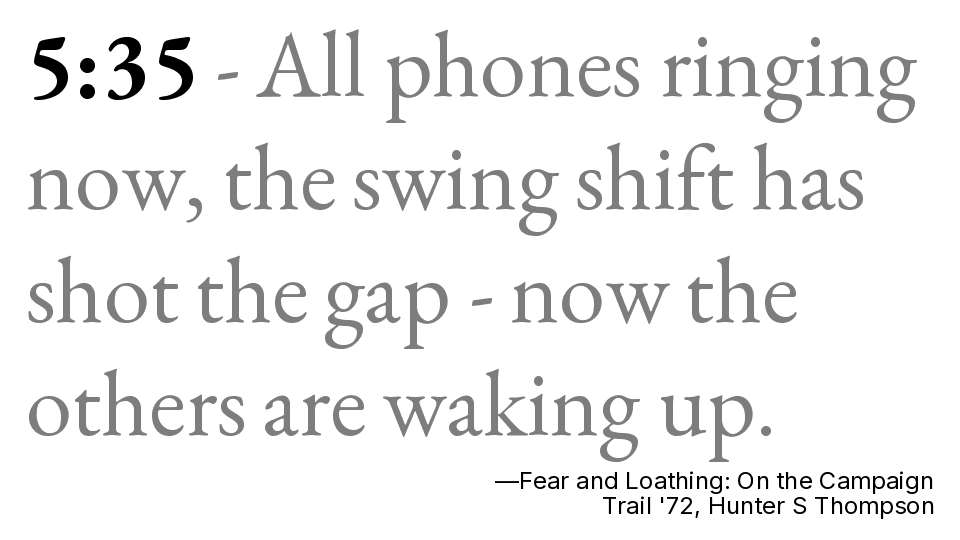 5:35 - All phones ringing
now, the swing shift has
shot the gap - now the
others are waking up.
—Fear and Loathing: On the Campaign
Trail '72, Hunter S Thompson